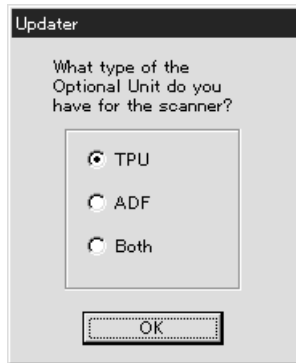 Updater
What type of the
Optional Unit do you
have for the scanner?
TPU
ADF
Both
OK